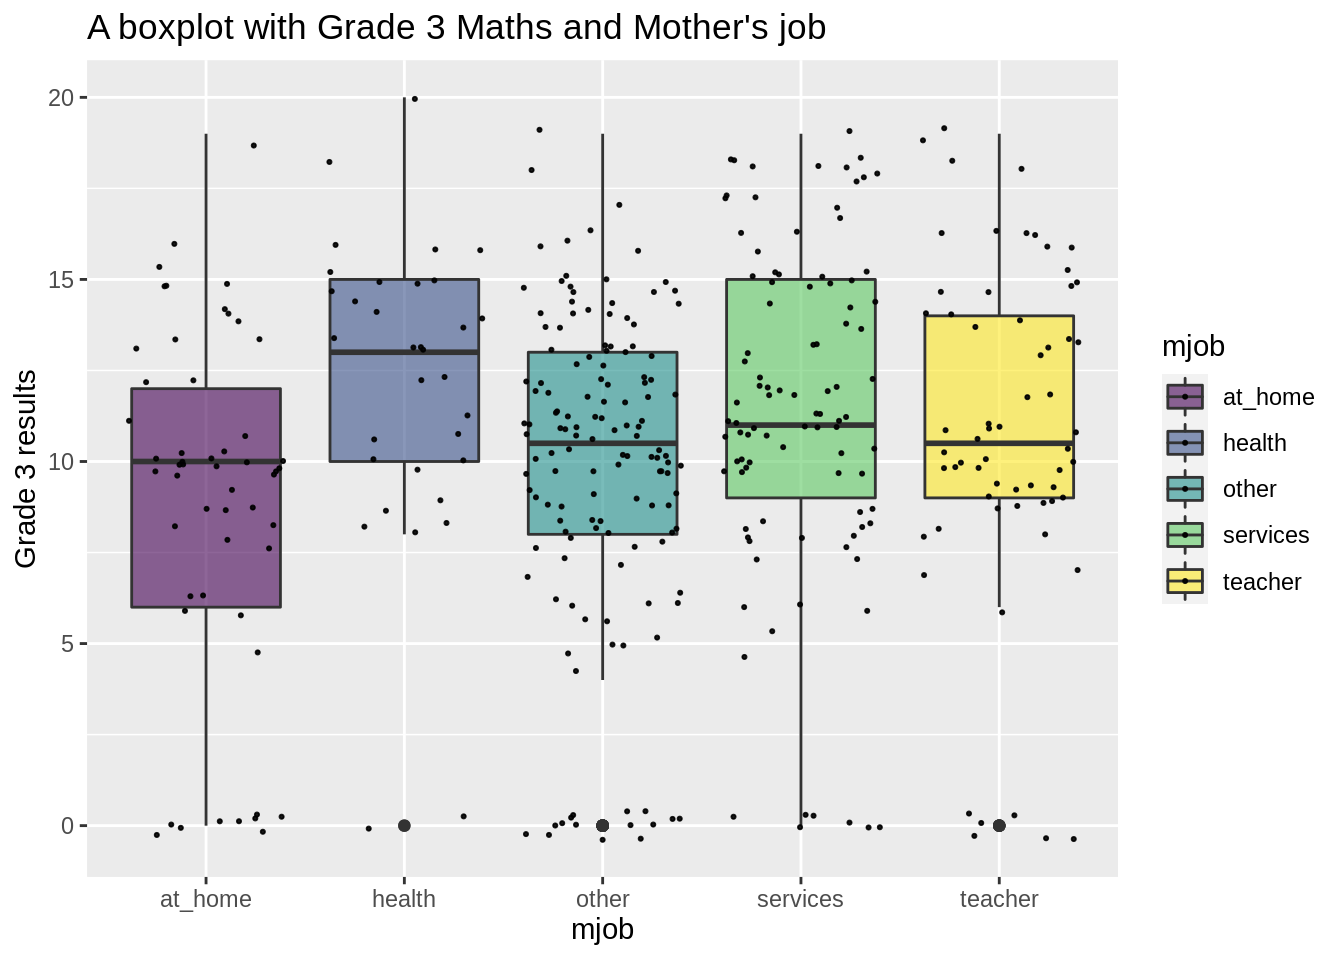 A boxplot with Grade 3 Maths and Mother's job
20
15
10
5
0
Grade 3 results
at_home
health
other
services
teacher
mjob
mjob
at_home
health
other
services
teacher